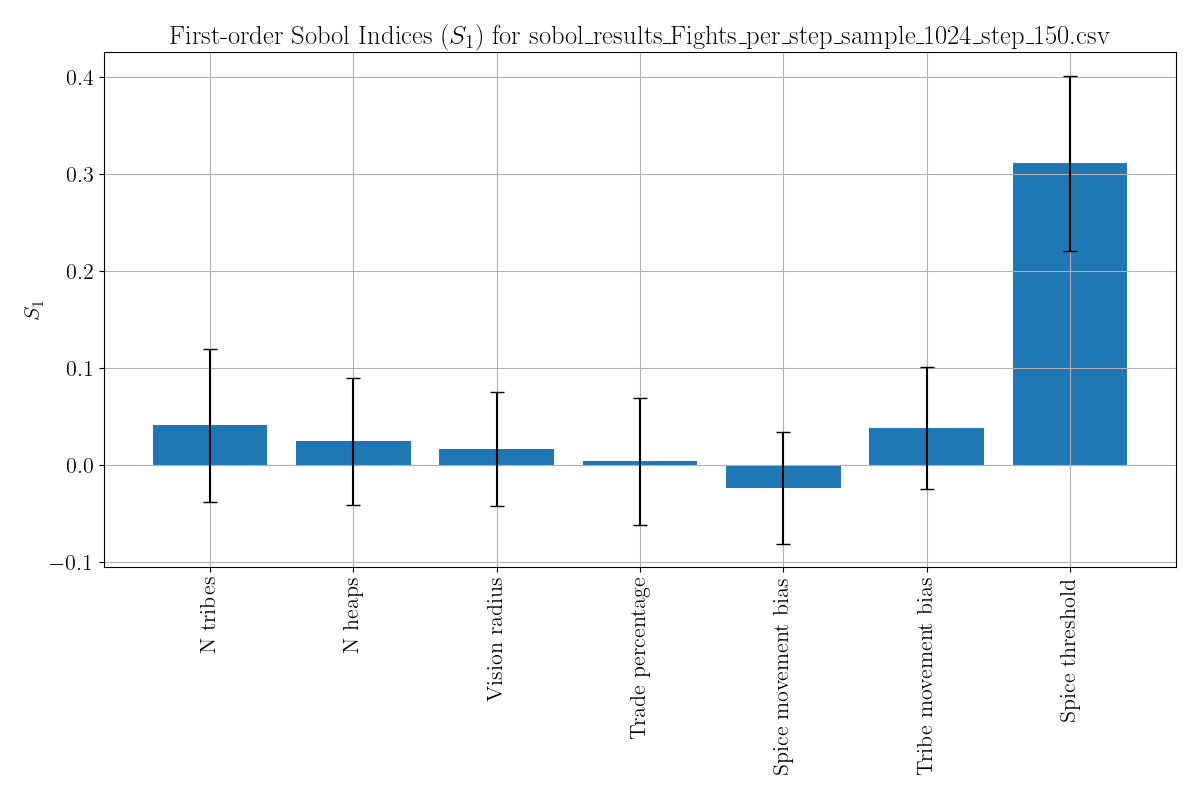 First-order Sobol Indices (S₁) for sobol_results_Fights_per_step_sample_1024_step_150.csv
0.4
0.3
0.2
0.1
0.0
−0.1
S₁
N tribes
N heaps
Vision radius
Trade percentage
Spice movement bias
Tribe movement bias
Spice threshold